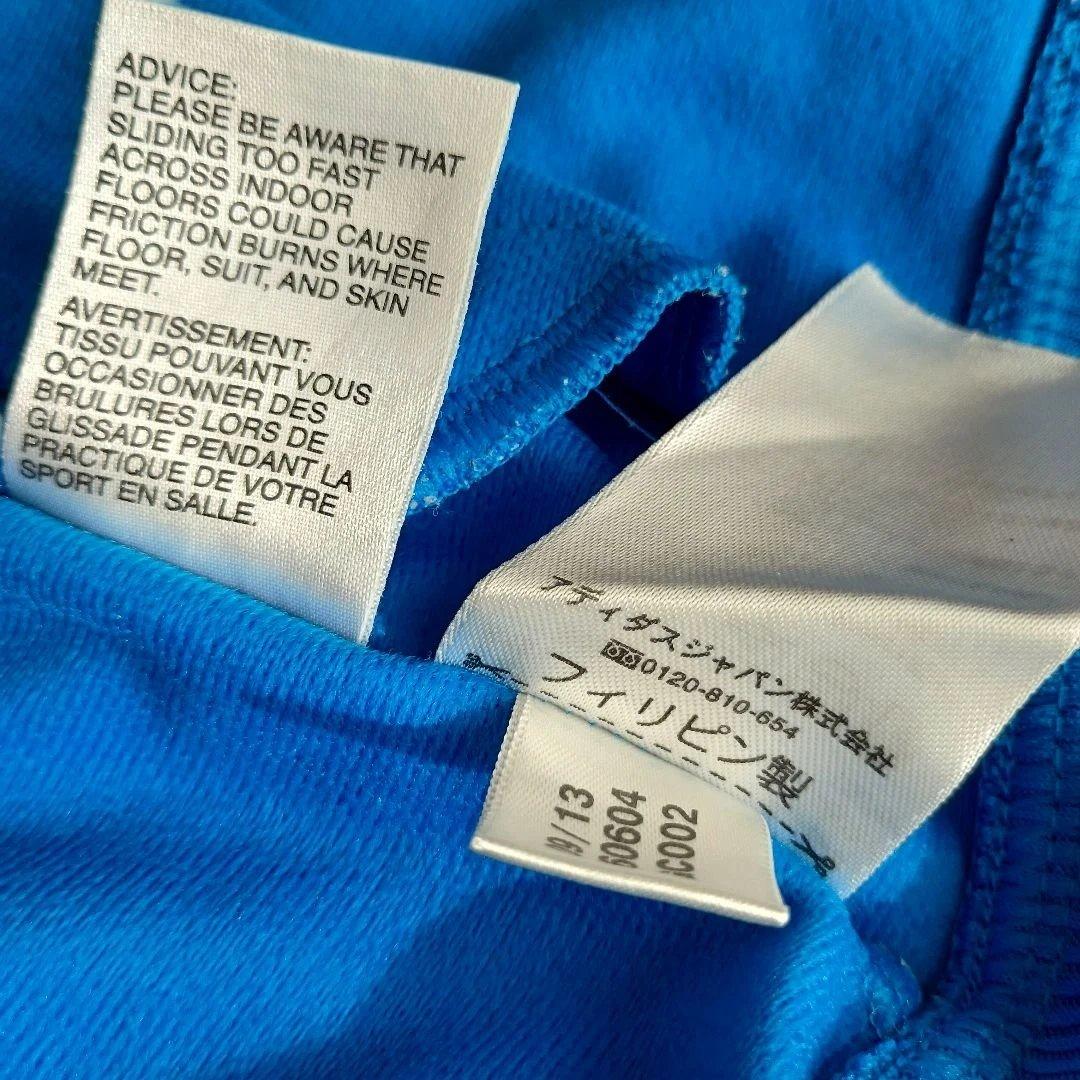 ADVICE:
PLEASE BE AWARE THAT
SLIDING TOO FAST
ACROSS INDOOR
FLOORS COULD CAUSE
FRICTION BURNS WHERE
FLOOR, SUIT, AND SKIN
MEET.
AVERTISSEMENT:
TISSU POUVANT VOUS
OCCASIONNER DES
BRULURES LORS DE
GLISSADE PENDANT LA
PRACTIQUE DE VOTRE
SPORT EN SALLE.
アディダスジャパン株式会社
0120-810-654
フィリピン製
9/13
60604
C002